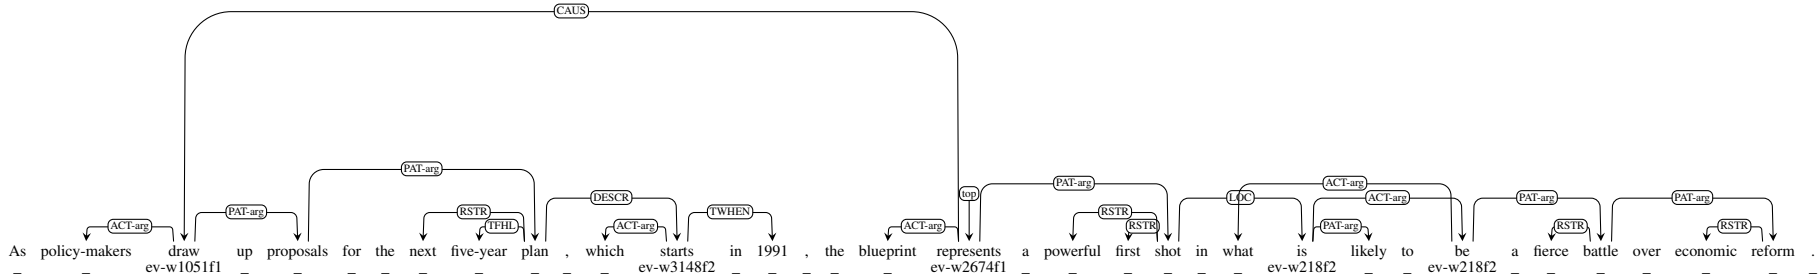 CAUS
PAT-arg
DESCR LOC ACT-arg
top PAT-arg
ACT-arg PAT-arg RSTR TFHL ACT-arg TWHEN ACT-arg RSTR RSTR PAT-arg ACT-arg PAT-arg RSTR PAT-arg RSTR
As policy-makers draw up proposals for the next five-year plan , which starts in 1991 , the blueprint represents a powerful first shot in what is likely to be a fierce battle over economic reform .
_ _ ev-w1051f1 _ _ _ _ _ _ _ _ _ ev-w3148f2 _ _ _ _ _ ev-w2674f1 _ _ _ _ _ _ ev-w218f2 _ _ ev-w218f2 _ _ _ _ _ _ _